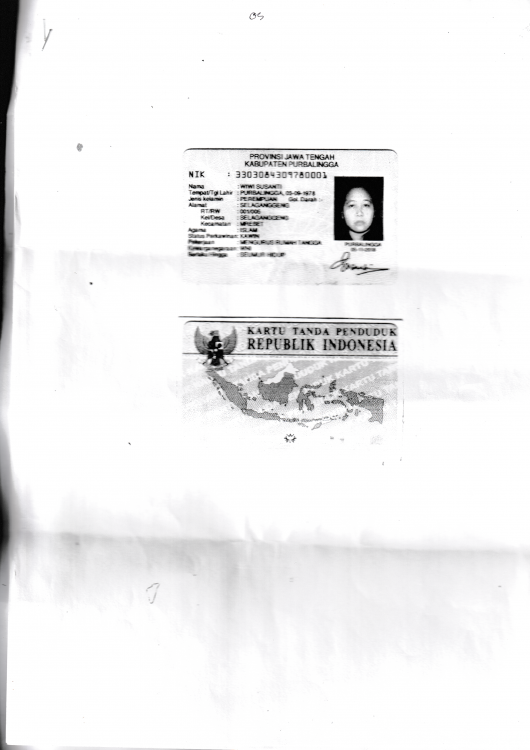 05
PROVINSI JAWA TENGAH
KABUPATEN PURBALINGGA
NIK : 3303084309780001
Nama : WIWI SUSANTI
Tempat/Tgl Lahir : PURBALINGGA, 03-09-1978
Jenis kelamin : PEREMPUAN Gol. Darah :
Alamat : SELAGANGGENG
RT/RW : 001/005
Kel/Desa : SELAGANGGENG
Kecamatan : MREBET
Agama : ISLAM
Status Perkawinan : KAWIN
Pekerjaan : MENGURUS RUMAH TANGGA
Kewarganegaraan : WNI
Berlaku Hingga : SEUMUR HIDUP
PURBALINGGA
KARTU TANDA PENDUDUK
REPUBLIK INDONESIA